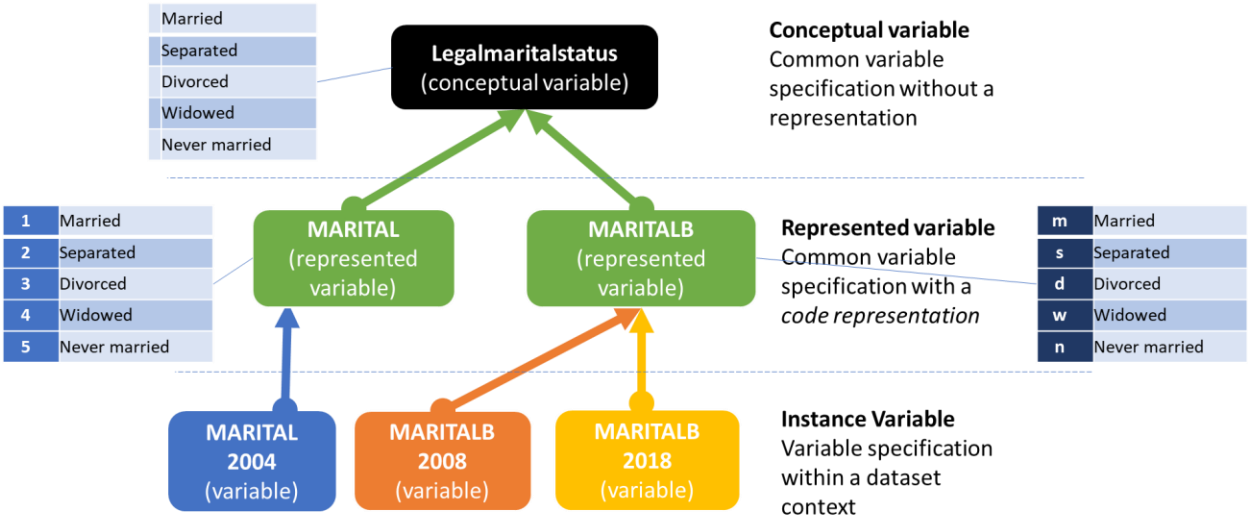 Married
Separated
Divorced
Widowed
Never married
Legalmaritalstatus
(conceptual variable)
Conceptual variable
Common variable
specification without a
representation
1 Married
2 Separated
3 Divorced
4 Widowed
5 Never married
MARITAL
(represented
variable)
MARITALB
(represented
variable)
Represented variable
Common variable
specification with a
code representation
m Married
s Separated
d Divorced
w Widowed
n Never married
MARITAL
2004
(variable)
MARITALB
2008
(variable)
MARITALB
2018
(variable)
Instance Variable
Variable specification
within a dataset
context